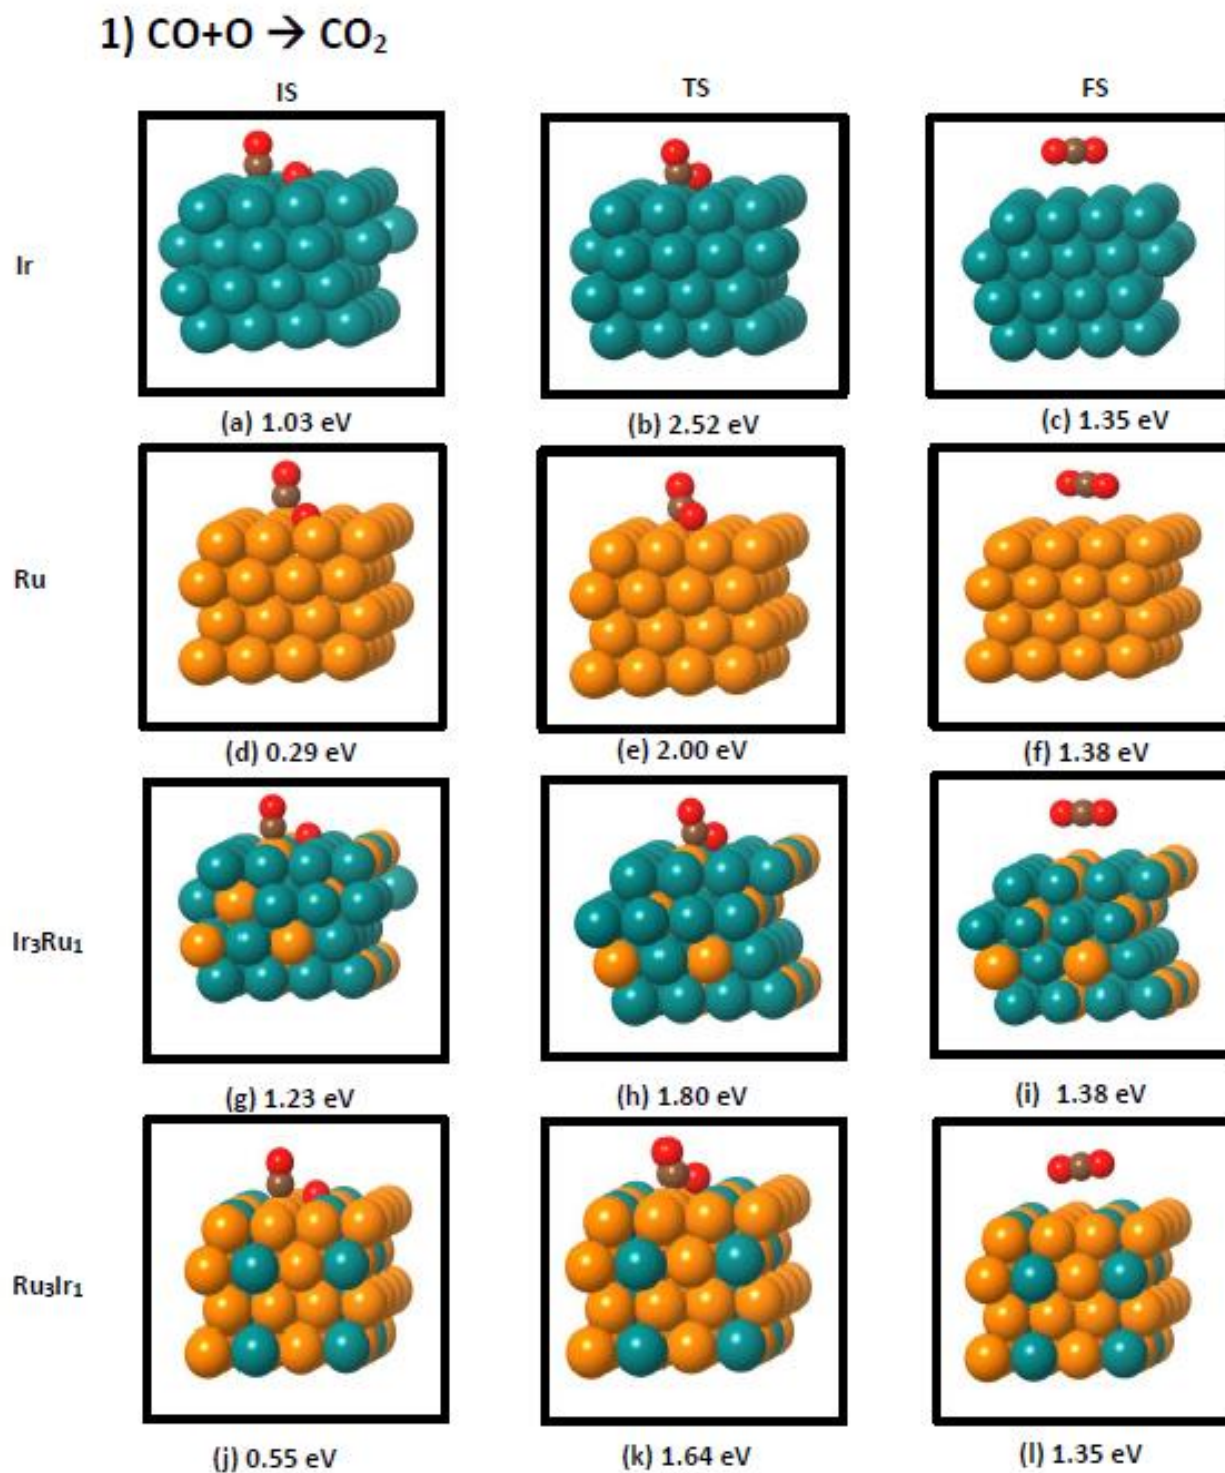 1) CO+O → CO₂
IS TS FS
Ir
(a) 1.03 eV (b) 2.52 eV (c) 1.35 eV
Ru
(d) 0.29 eV (e) 2.00 eV (f) 1.38 eV
Ir₃Ru₁
(g) 1.23 eV (h) 1.80 eV (i) 1.38 eV
Ru₃Ir₁
(j) 0.55 eV (k) 1.64 eV (l) 1.35 eV